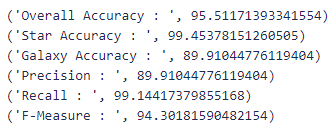 ('Overall Accuracy : ', 95.51171393341554)
('Star Accuracy : ', 99.45378151260505)
('Galaxy Accuracy : ', 89.91044776119404)
('Precision : ', 89.91044776119404)
('Recall : ', 99.14417379855168)
('F-Measure : ', 94.30181590482154)